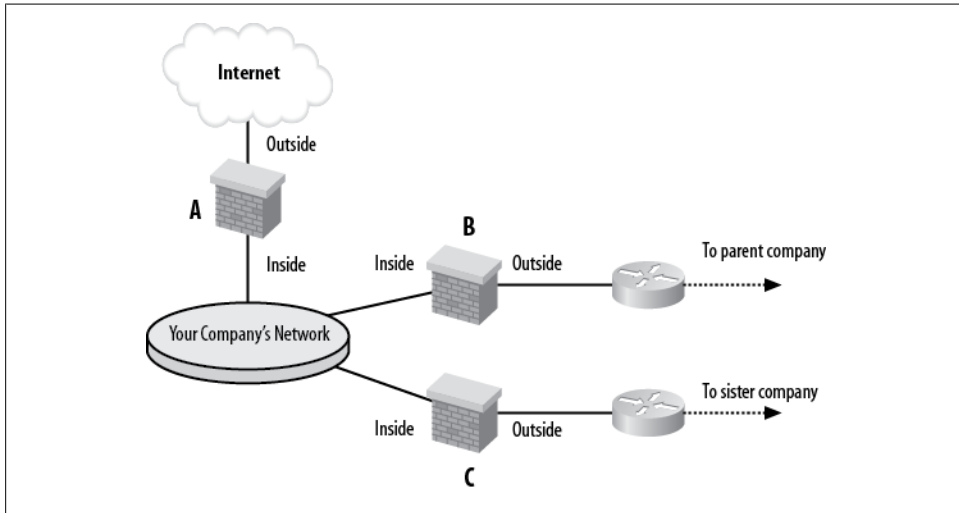 Internet
Outside
A
Inside
B
Inside
Outside
To parent company
Your Company's Network
To sister company
Inside
Outside
C